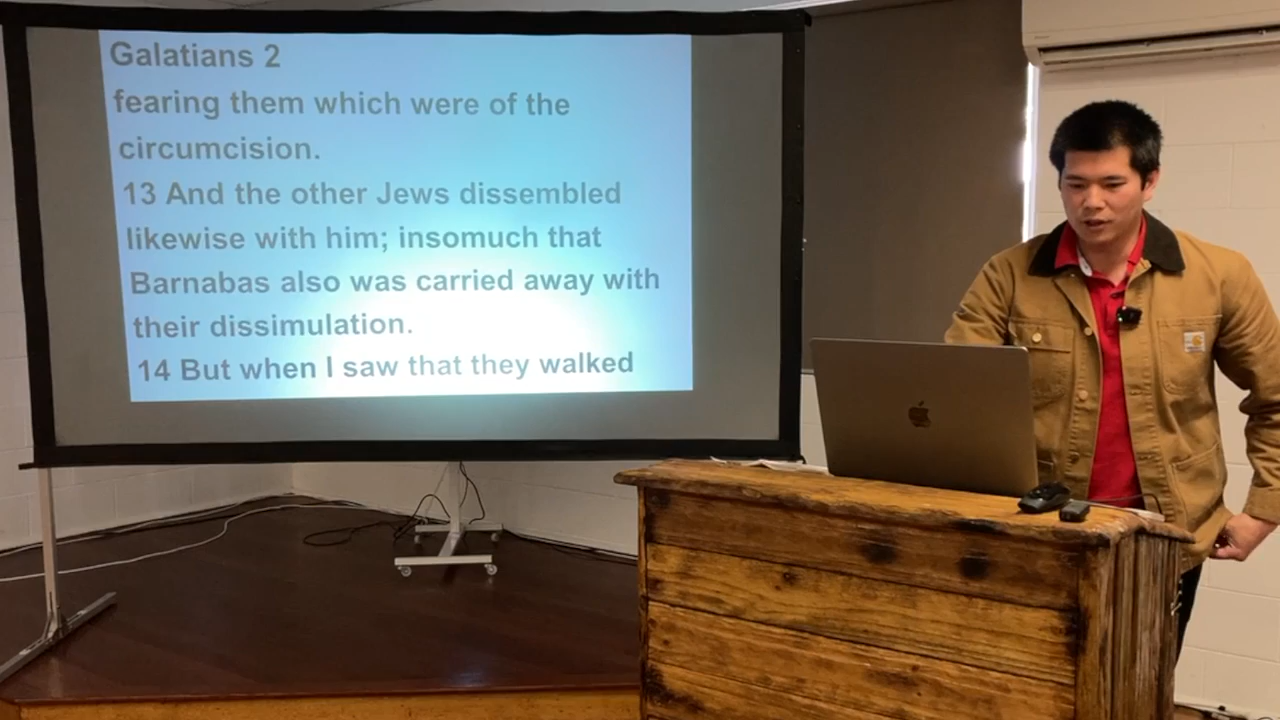 Galatians 2
fearing them which were of the
circumcision.
13 And the other Jews dissembled
likewise with him; insomuch that
Barnabas also was carried away with
their dissimulation.
14 But when I saw that they walked